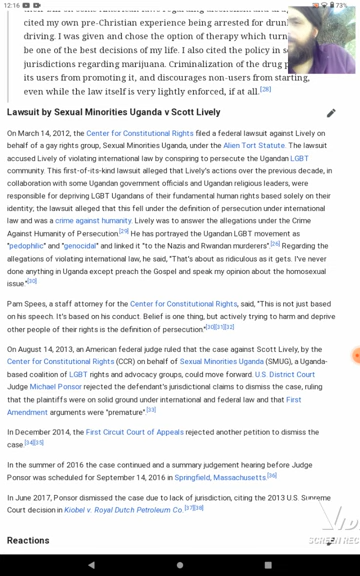 12:16
73%
cited my own pre-Christian experience being arrested for drunk
driving. I was given and chose the option of therapy which turn
be one of the best decisions of my life. I also cited the policy in s
jurisdictions regarding marijuana. Criminalization of the drug p
its users from promoting it, and discourages non-users from starting,
even while the law itself is very lightly enforced, if at all.[28]
Lawsuit by Sexual Minorities Uganda v Scott Lively
On March 14, 2012, the Center for Constitutional Rights filed a federal lawsuit against Lively on
behalf of a gay rights group, Sexual Minorities Uganda, under the Alien Tort Statute. The lawsuit
accused Lively of violating international law by conspiring to persecute the Ugandan LGBT
community. This first-of-its-kind lawsuit alleged that Lively's actions over the previous decade, in
collaboration with some Ugandan government officials and Ugandan religious leaders, were
responsible for depriving LGBT Ugandans of their fundamental human rights based solely on their
identity; the lawsuit alleged that this fell under the definition of persecution under international
law and was a crime against humanity. Lively was to answer the allegations under the Crime
Against Humanity of Persecution.[29] He has portrayed the Ugandan LGBT movement as
"pedophilic" and "genocidal" and linked it "to the Nazis and Rwandan murderers".[26] Regarding the
allegations of violating international law, he said, "That's about as ridiculous as it gets. I've never
done anything in Uganda except preach the Gospel and speak my opinion about the homosexual
issue."[30]
Pam Spees, a staff attorney for the Center for Constitutional Rights, said, "This is not just based
on his speech. It's based on his conduct. Belief is one thing, but actively trying to harm and deprive
other people of their rights is the definition of persecution"[30][31][32]
On August 14, 2013, an American federal judge ruled that the case against Scott Lively, by the
Center for Constitutional Rights (CCR) on behalf of Sexual Minorities Uganda (SMUG), a Uganda-
based coalition of LGBT rights and advocacy groups, could move forward. U.S. District Court
Judge Michael Ponsor rejected the defendant's jurisdictional claims to dismiss the case, ruling
that the plaintiffs were on solid ground under international and federal law and that First
Amendment arguments were "premature".[33]
In December 2014, the First Circuit Court of Appeals rejected another petition to dismiss the
case.[34][35]
In the summer of 2016 the case continued and a summary judgement hearing before Judge
Ponsor was scheduled for September 14, 2016 in Springfield, Massachusetts.[36]
In June 2017, Ponsor dismissed the case due to lack of jurisdiction, citing the 2013 U.S. Supreme
Court decision in Kiobel v. Royal Dutch Petroleum Co.[37][38]
Reactions
SCREEN REC